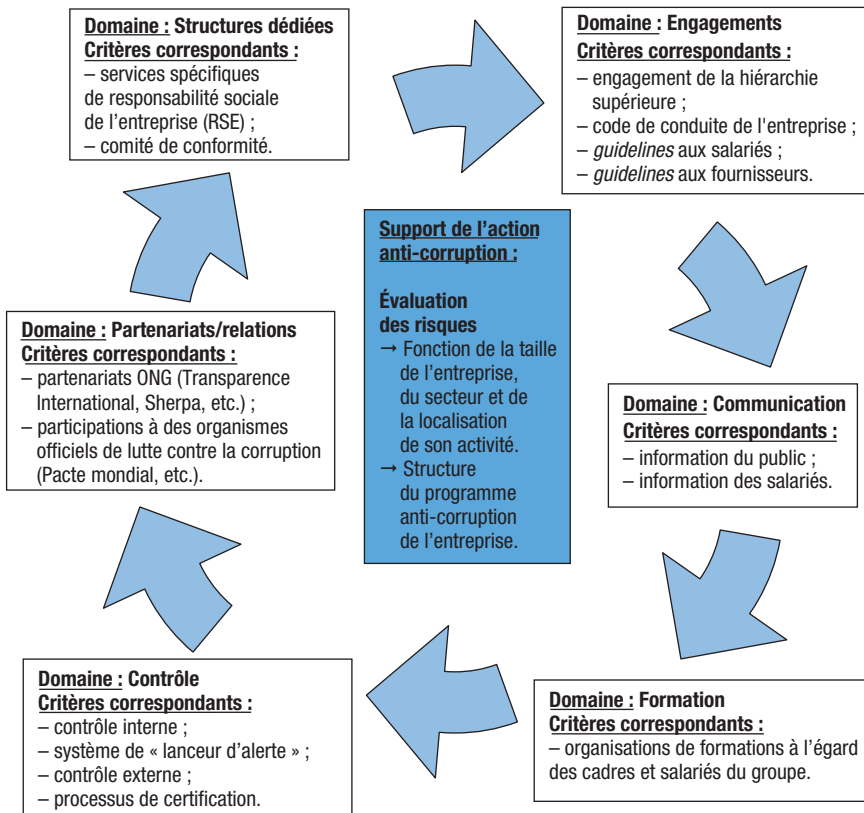 Domaine : Structures dédiées
Critères correspondants :
– services spécifiques
de responsabilité sociale
de l'entreprise (RSE) ;
– comité de conformité.
Domaine : Engagements
Critères correspondants :
– engagement de la hiérarchie
supérieure ;
– code de conduite de l'entreprise ;
– guidelines aux salariés ;
– guidelines aux fournisseurs.
Support de l'action
anti-corruption :
Évaluation
des risques
→ Fonction de la taille
de l'entreprise,
du secteur et de
la localisation
de son activité.
→ Structure
du programme
anti-corruption
de l'entreprise.
Domaine : Partenariats/relations
Critères correspondants :
– partenariats ONG (Transparence
International, Sherpa, etc.) ;
– participations à des organismes
officiels de lutte contre la corruption
(Pacte mondial, etc.).
Domaine : Communication
Critères correspondants :
– information du public ;
– information des salariés.
Domaine : Contrôle
Critères correspondants :
– contrôle interne ;
– système de « lanceur d'alerte » ;
– contrôle externe ;
– processus de certification.
Domaine : Formation
Critères correspondants :
– organisations de formations à l'égard
des cadres et salariés du groupe.